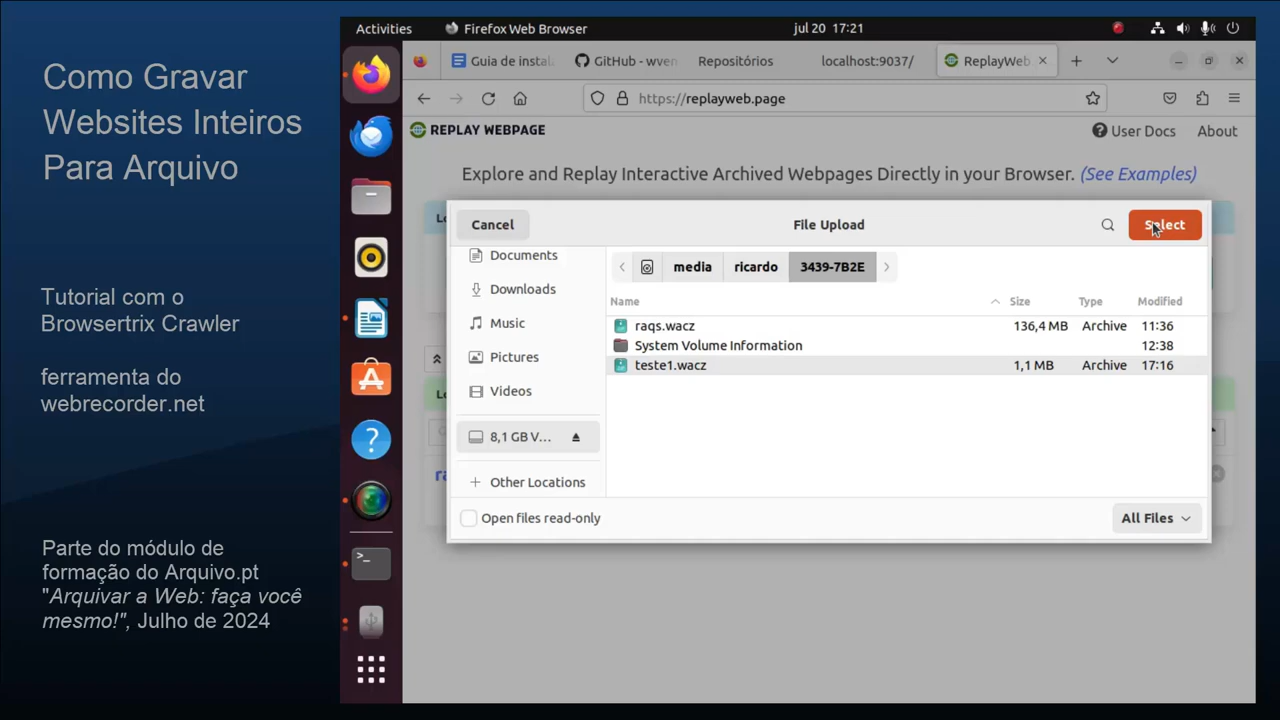 Como Gravar
Websites Inteiros
Para Arquivo
Tutorial com o
Browsertrix Crawler
ferramenta do
webrecorder.net
Parte do módulo de
formação do Arquivo.pt
"Arquivar a Web: faça você
mesmo!", Julho de 2024
Activities Firefox Web Browser jul 20 17:21
Guia de insta GitHub - wven Repositórios localhost:9037/ ReplayWeb
https://replayweb.page
REPLAY WEBPAGE User Docs About
Explore and Replay Interactive Archived Webpages Directly in your Browser. (See Examples)
Cancel File Upload Select
Documents
Downloads
Music
Pictures
Videos
8,1 GB V...
+ Other Locations
media ricardo 3439-7B2E
Name Size Type Modified
raqs.wacz 136,4 MB Archive 11:36
System Volume Information 12:38
teste1.wacz 1,1 MB Archive 17:16
Open files read-only All Files